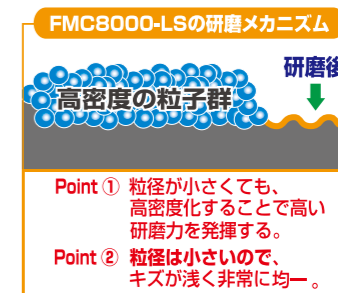 FMC8000-LSの研磨メカニズム
研磨後
高密度の粒子群
Point ① 粒径が小さくても、
高密度化することで高い
研磨力を発揮する。
Point ② 粒径は小さいので、
キズが浅く非常に均一。